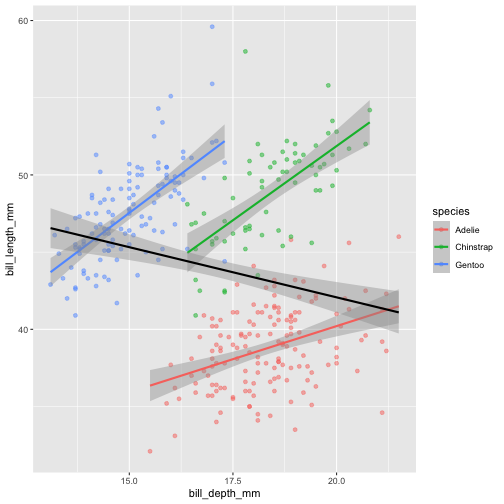 60
50
40
bill_length_mm
15.0
17.5
20.0
bill_depth_mm
species
Adelie
Chinstrap
Gentoo